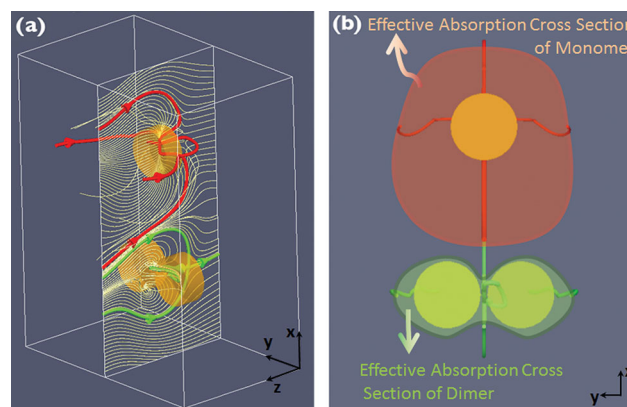 (a)
x
y
z
(b)
Effective Absorption Cross Section
of Monome
Effective Absorption Cross
Section of Dimer
y